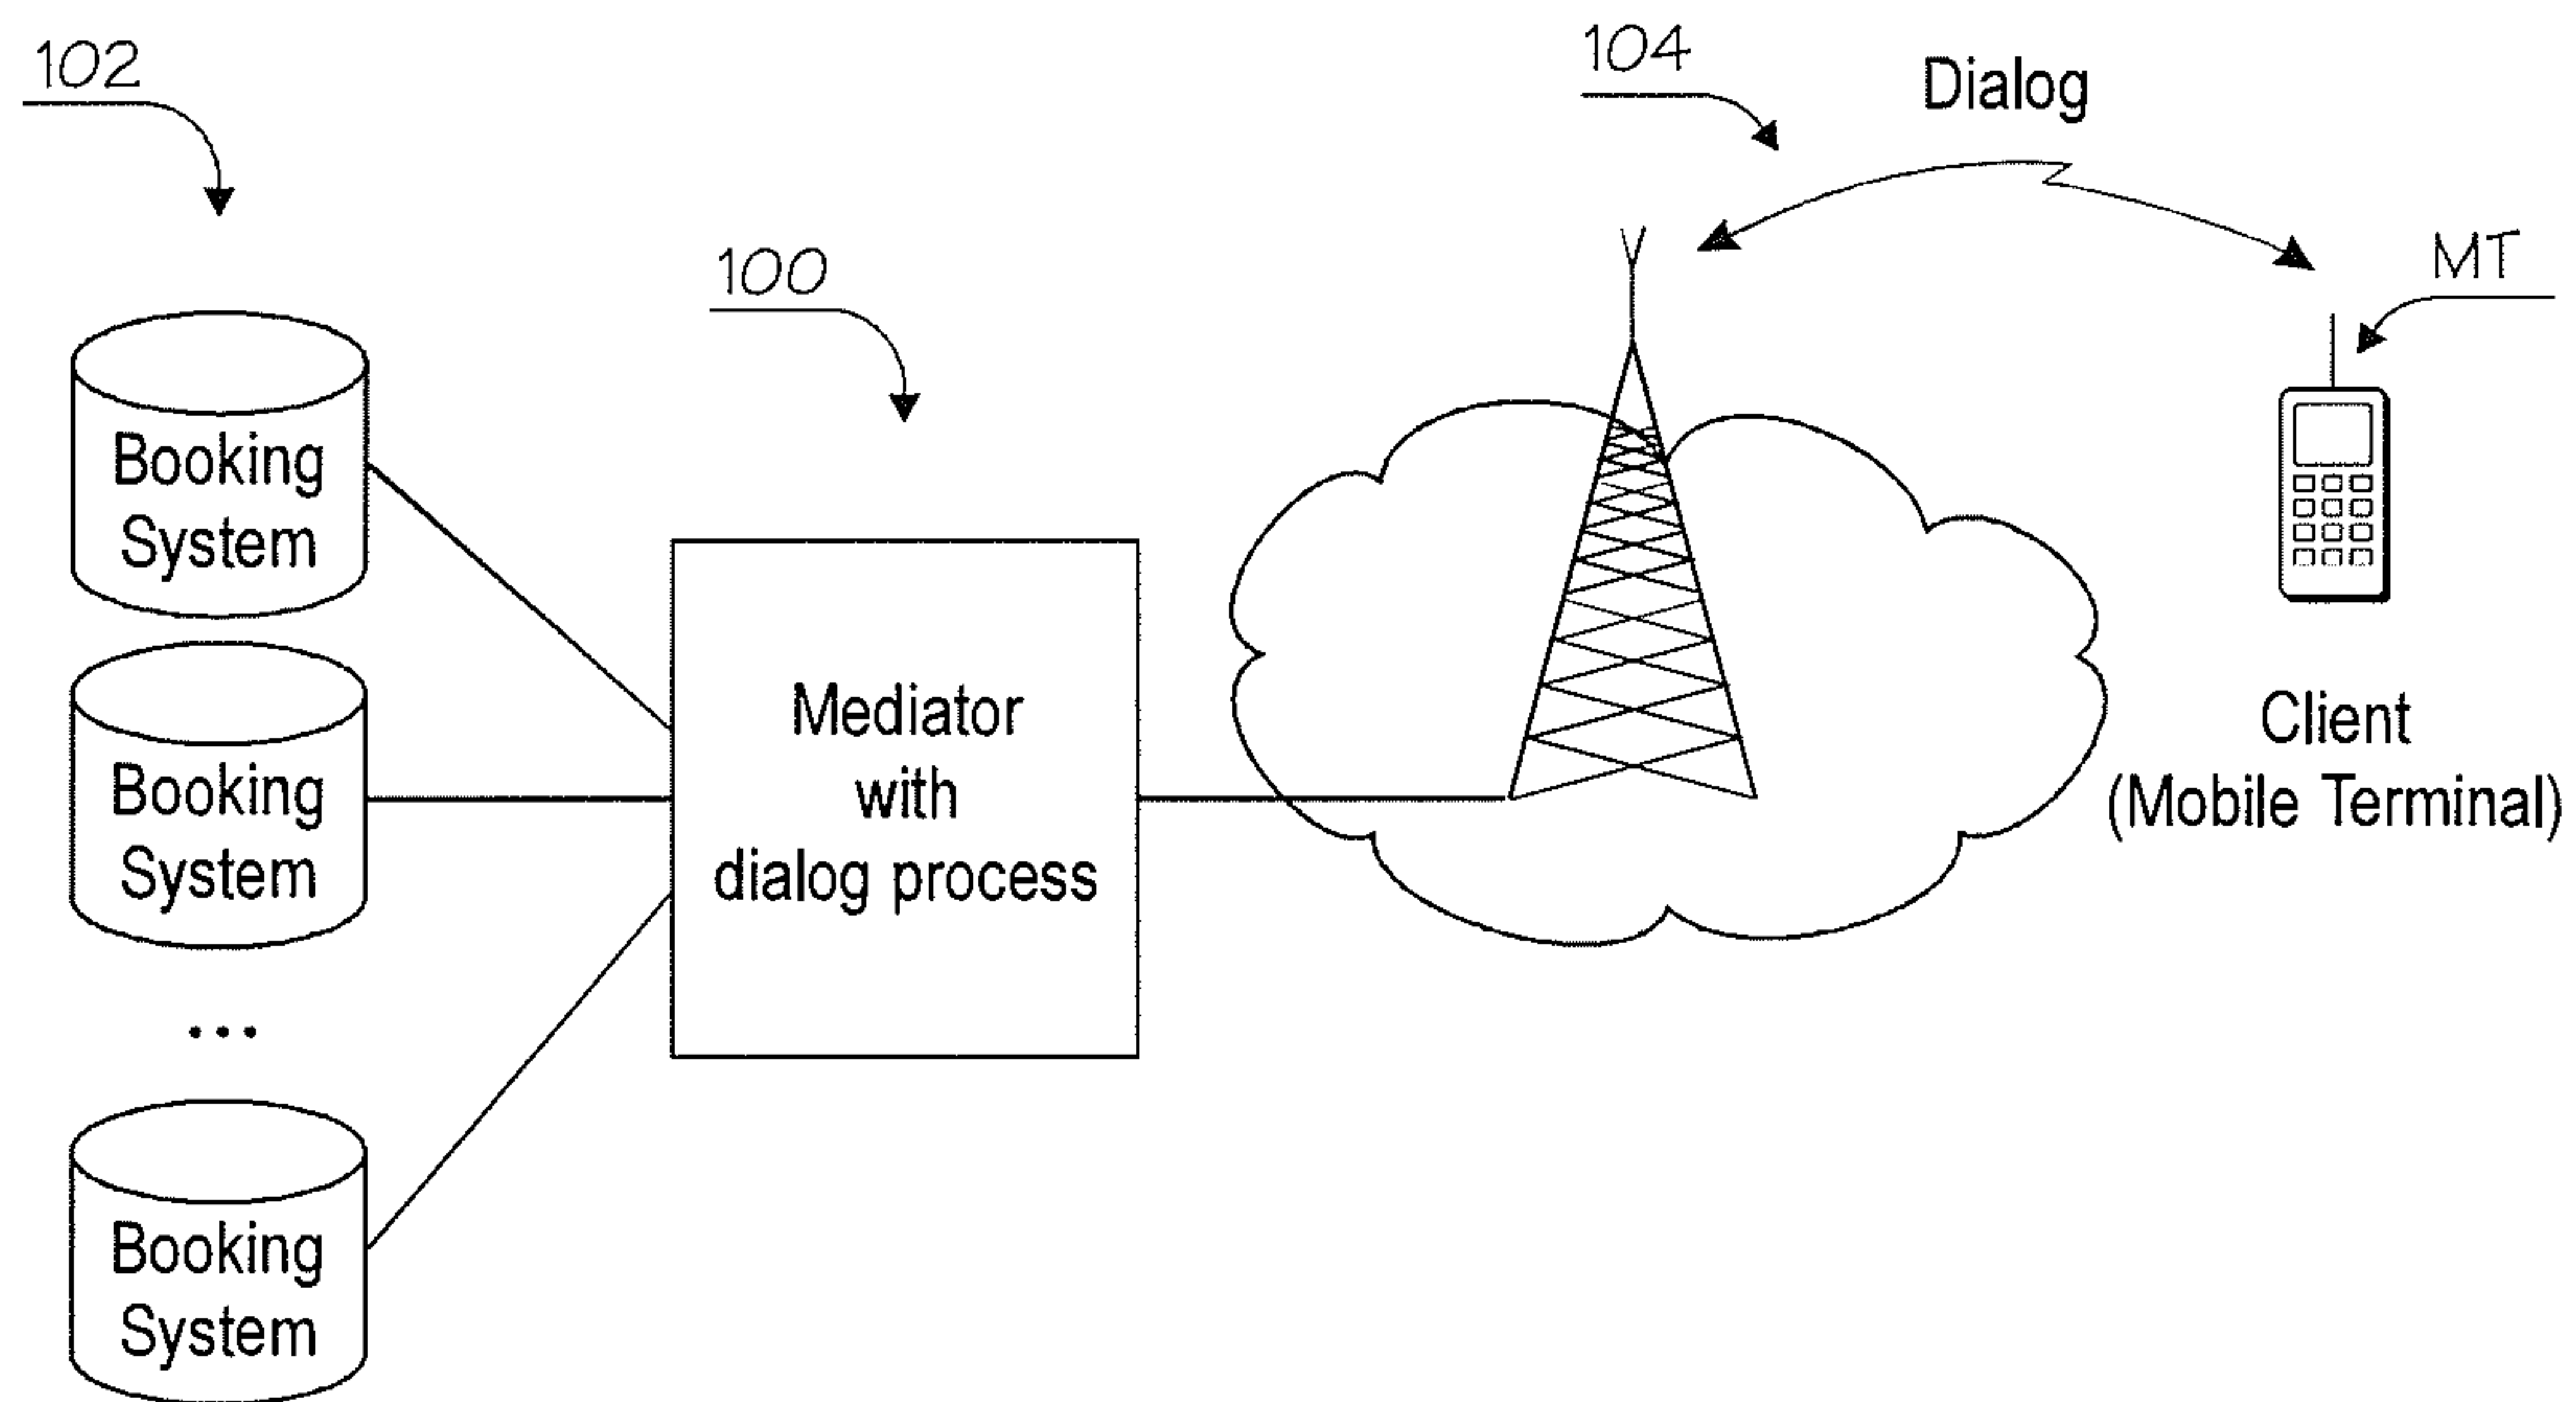 102
104
Dialog
100
MT
Booking
System
Mediator
with
dialog process
Client
(Mobile Terminal)
Booking
System
...
Booking
System